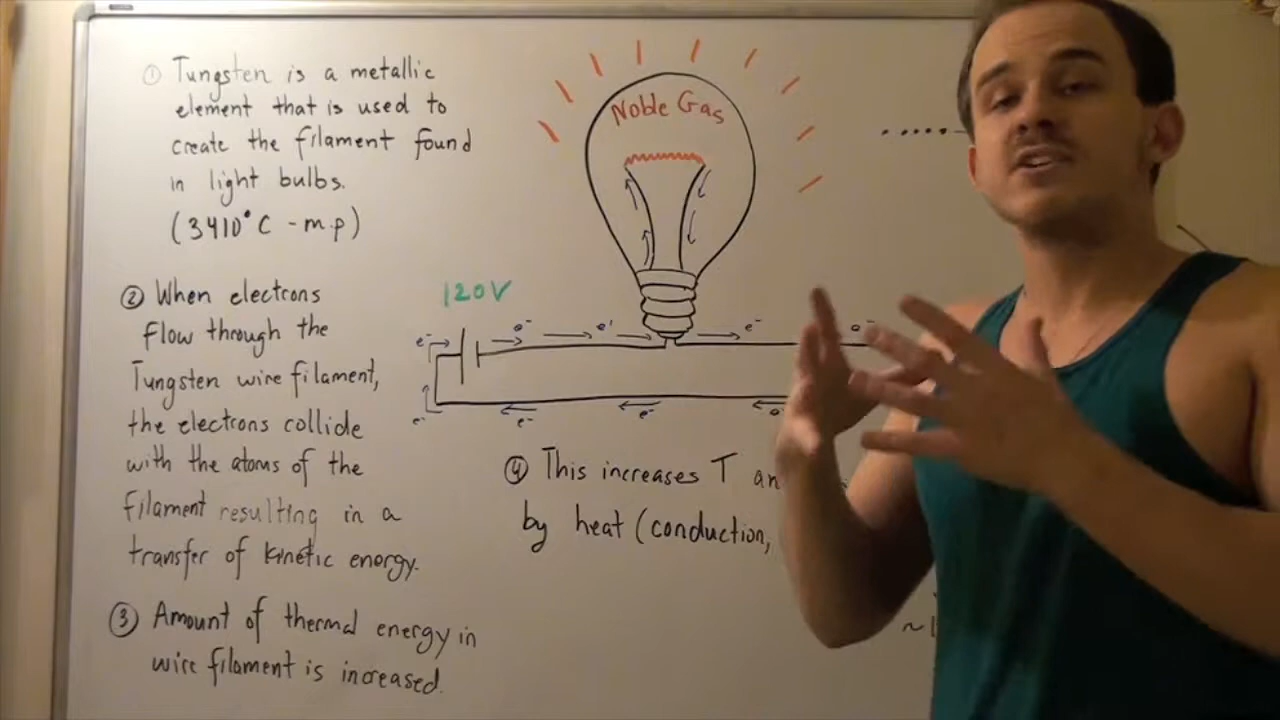 ① Tungsten is a metallic
element that is used to
create the filament found
in light bulbs.
(3410°C - m.p)
② When electrons
flow through the
Tungsten wire filament,
the electrons collide
with the atoms of the
filament resulting in a
transfer of kinetic energy.
③ Amount of thermal energy in
wire filament is increased.
Noble Gas
120V
e⁻ e⁻ e⁻ e⁻ e⁻
e⁻ e⁻ e⁻ e⁻
④ This increases T an
by heat (conduction,